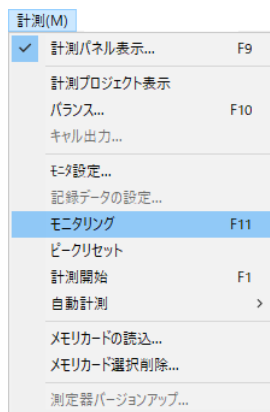 計測(M)
計測パネル表示... F9
計測プロジェクト表示
バランス... F10
キャル出力...
ﾓﾆﾀ設定...
記録データの設定...
モニタリング F11
ピークリセット
計測開始 F1
自動計測
メモリカードの読込...
メモリカード選択削除...
測定器バージョンアップ...